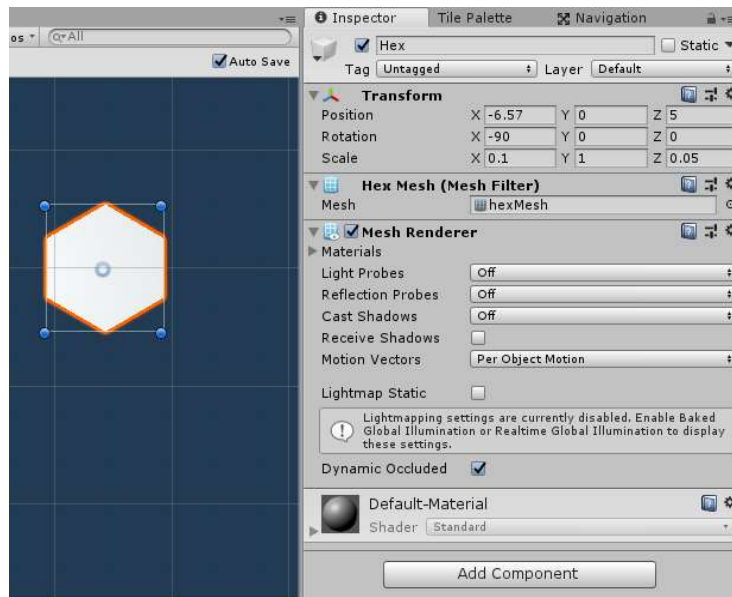 os
All
Auto Save
Inspector Tile Palette Navigation
Hex Static
Tag Untagged Layer Default
Transform
Position X -6.57 Y 0 Z 5
Rotation X -90 Y 0 Z 0
Scale X 0.1 Y 1 Z 0.05
Hex Mesh (Mesh Filter)
Mesh hexMesh
Mesh Renderer
Materials
Light Probes Off
Reflection Probes Off
Cast Shadows Off
Receive Shadows
Motion Vectors Per Object Motion
Lightmap Static
Lightmapping settings are currently disabled. Enable Baked
Global Illumination or Realtime Global Illumination to display
these settings.
Dynamic Occluded
Default-Material
Shader Standard
Add Component